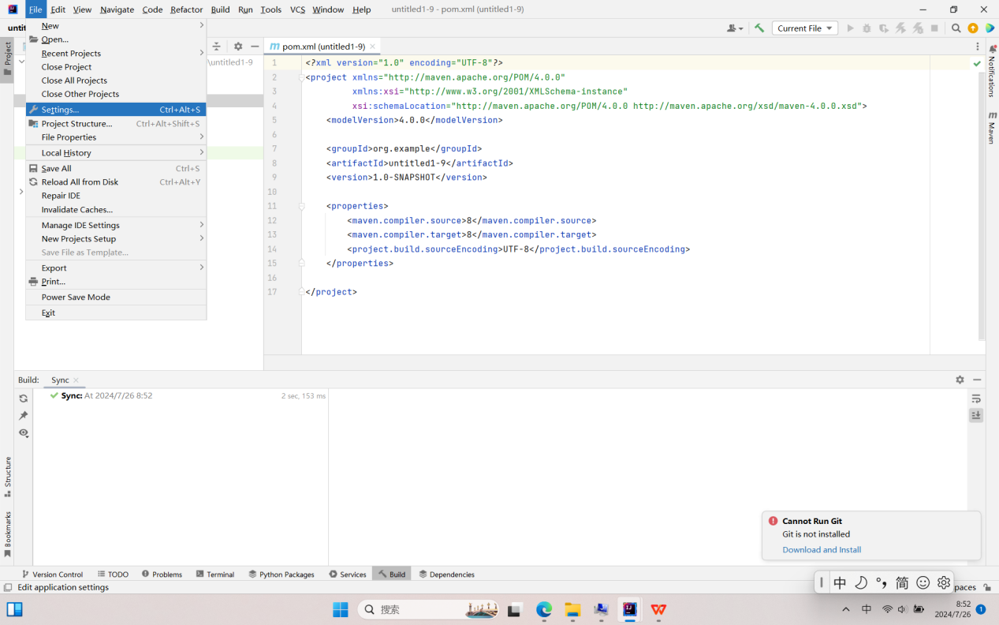 File Edit View Navigate Code Refactor Build Run Tools VCS Window Help untitled1-9 - pom.xml (untitled1-9)
untit
Current File
New
Open...
Recent Projects
Close Project
Close All Projects
Close Other Projects
Settings... Ctrl+Alt+S
Project Structure... Ctrl+Alt+Shift+S
File Properties
Local History
Save All Ctrl+S
Reload All from Disk Ctrl+Alt+Y
Repair IDE
Invalidate Caches...
Manage IDE Settings
New Projects Setup
Save File as Template...
Export
Print...
Power Save Mode
Exit
Project
\untitled1-9
m pom.xml (untitled1-9)
1 <?xml version="1.0" encoding="UTF-8"?>
2 <project xmlns="http://maven.apache.org/POM/4.0.0"
3 xmlns:xsi="http://www.w3.org/2001/XMLSchema-instance"
4 xsi:schemaLocation="http://maven.apache.org/POM/4.0.0 http://maven.apache.org/xsd/maven-4.0.0.xsd">
5 <modelVersion>4.0.0</modelVersion>
6
7 <groupId>org.example</groupId>
8 <artifactId>untitled1-9</artifactId>
9 <version>1.0-SNAPSHOT</version>
10
11 <properties>
12 <maven.compiler.source>8</maven.compiler.source>
13 <maven.compiler.target>8</maven.compiler.target>
14 <project.build.sourceEncoding>UTF-8</project.build.sourceEncoding>
15 </properties>
16
17 </project>
Notifications
m Maven
Build: Sync
Sync: At 2024/7/26 8:52 2 sec, 153 ms
Structure
Bookmarks
Cannot Run Git
Git is not installed
Download and Install
Version Control TODO Problems Terminal Python Packages Services Build Dependencies
Edit application settings
中 简
paces
搜索
中
8:52
2024/7/26
1